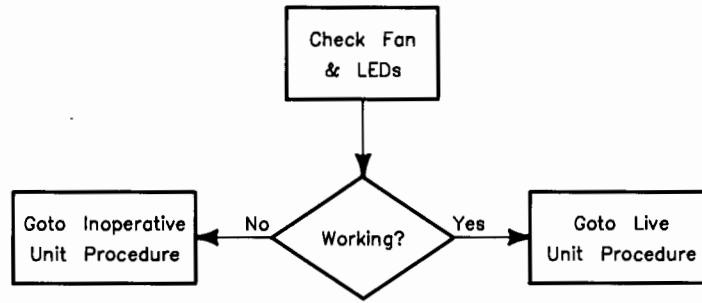 Check Fan
& LEDs
Goto Inoperative
Unit Procedure
No
Working?
Yes
Goto Live
Unit Procedure